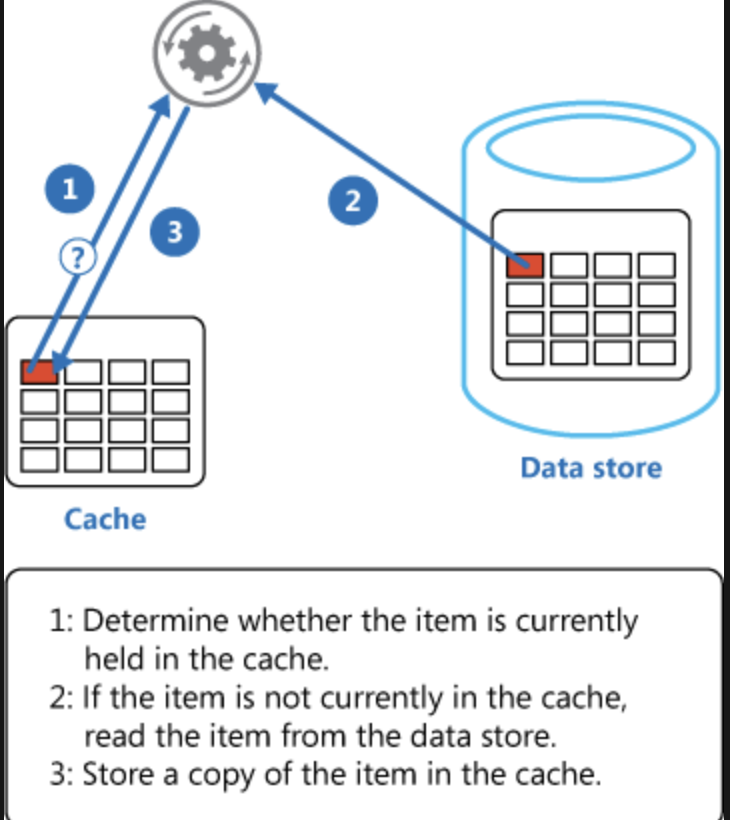 1
2
3
?
Data store
Cache
1: Determine whether the item is currently
held in the cache.
2: If the item is not currently in the cache,
read the item from the data store.
3: Store a copy of the item in the cache.